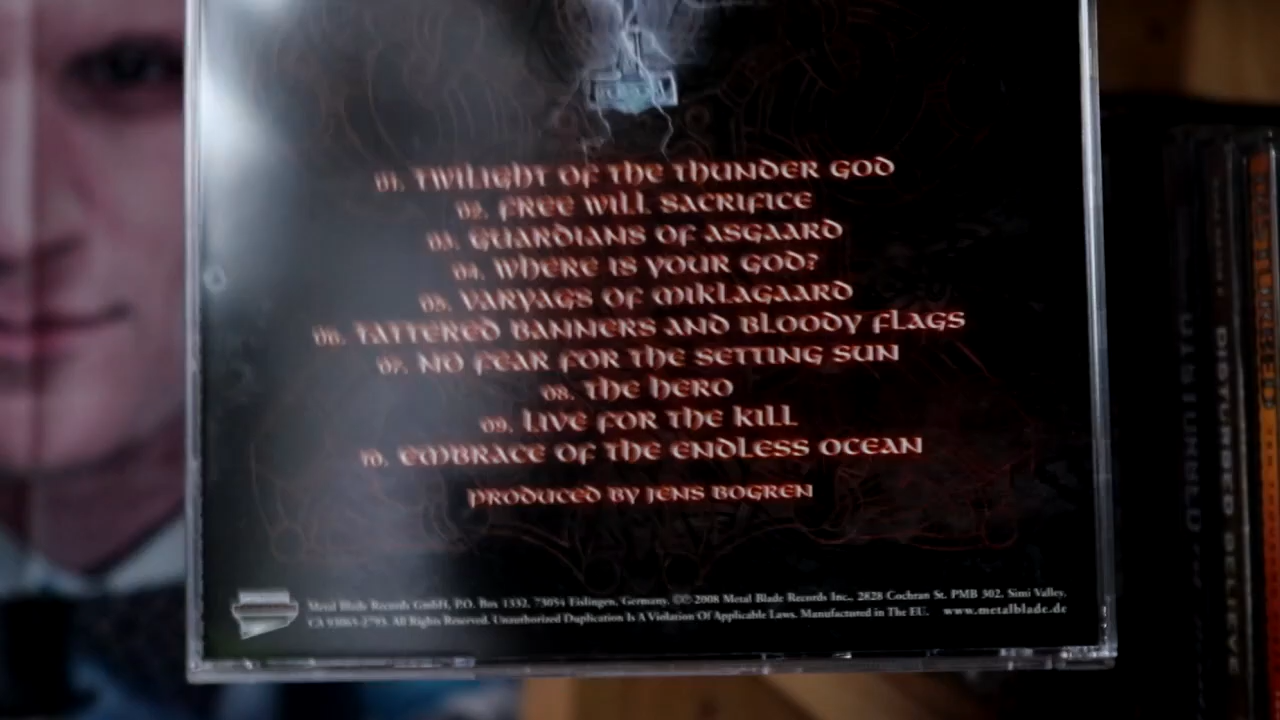 01. TWILIGHT OF THE THUNDER GOD
02. FREE WILL SACRIFICE
03. GUARDIANS OF ASGAARD
04. WHERE IS YOUR GOD?
05. VARYAGS OF MIKLAGAARD
06. TATTERED BANNERS AND BLOODY FLAGS
07. NO FEAR FOR THE SETTING SUN
08. THE HERO
09. LIVE FOR THE KILL
10. EMBRACE OF THE ENDLESS OCEAN
PRODUCED BY JENS BOGREN
Metal Blade Records GmbH, P.O. Box 1332, 73054 Eislingen, Germany. ℗© 2008 Metal Blade Records Inc., 2828 Cochran St. PMB 302, Simi Valley,
CA 93065-2793. All Rights Reserved. Unauthorized Duplication Is A Violation Of Applicable Laws. Manufactured in The EU. www.metalblade.de
DISTURBED BELIEVE